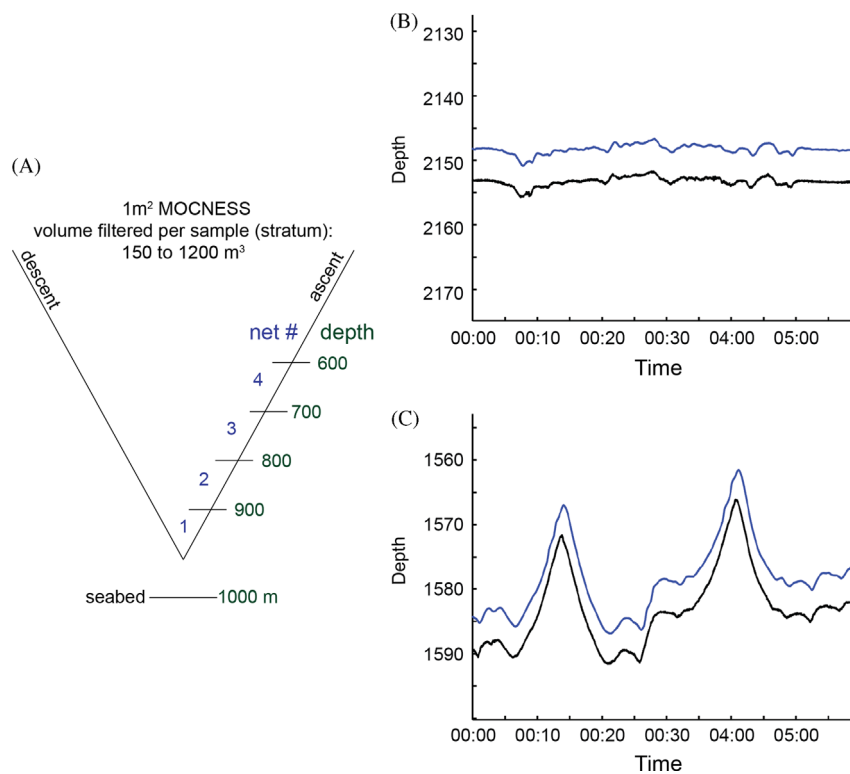 (A)
1m² MOCNESS
volume filtered per sample (stratum):
150 to 1200 m³
descent
ascent
net # depth
600
4
700
3
800
2
900
1
seabed 1000 m
(B)
2130
2140
2150
2160
2170
Depth
00:00 00:10 00:20 00:30 04:00 05:00
Time
(C)
1560
1570
1580
1590
Depth
00:00 00:10 00:20 00:30 04:00 05:00
Time